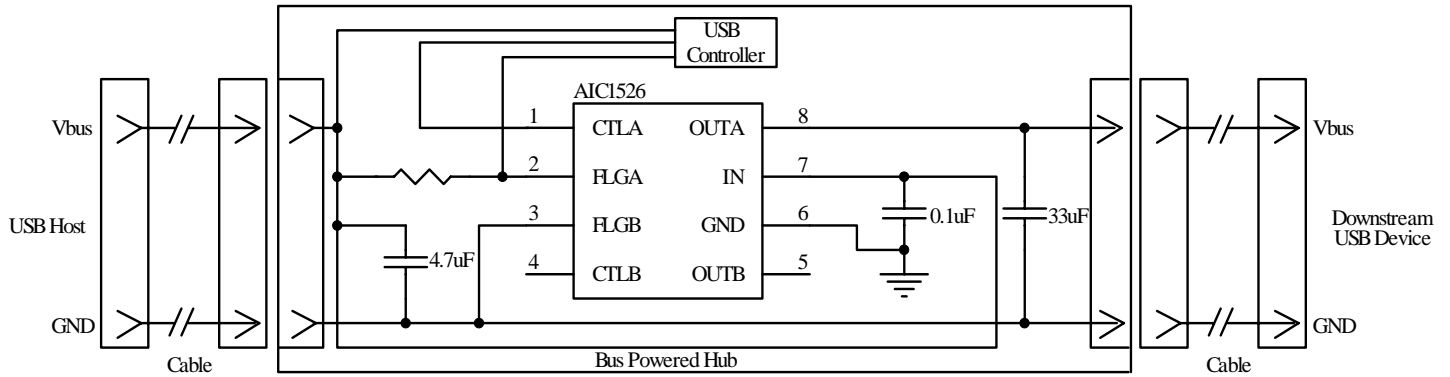 USB
Controller
AIC1526
1
CTLA
OUTA
8
Vbus
Vbus
2
FLGA
IN
7
USB Host
3
FLGB
GND
6
0.1uF
33uF
Downstream
USB Device
4.7uF
4
CTLB
OUTB
5
GND
GND
Cable
Bus Powered Hub
Cable